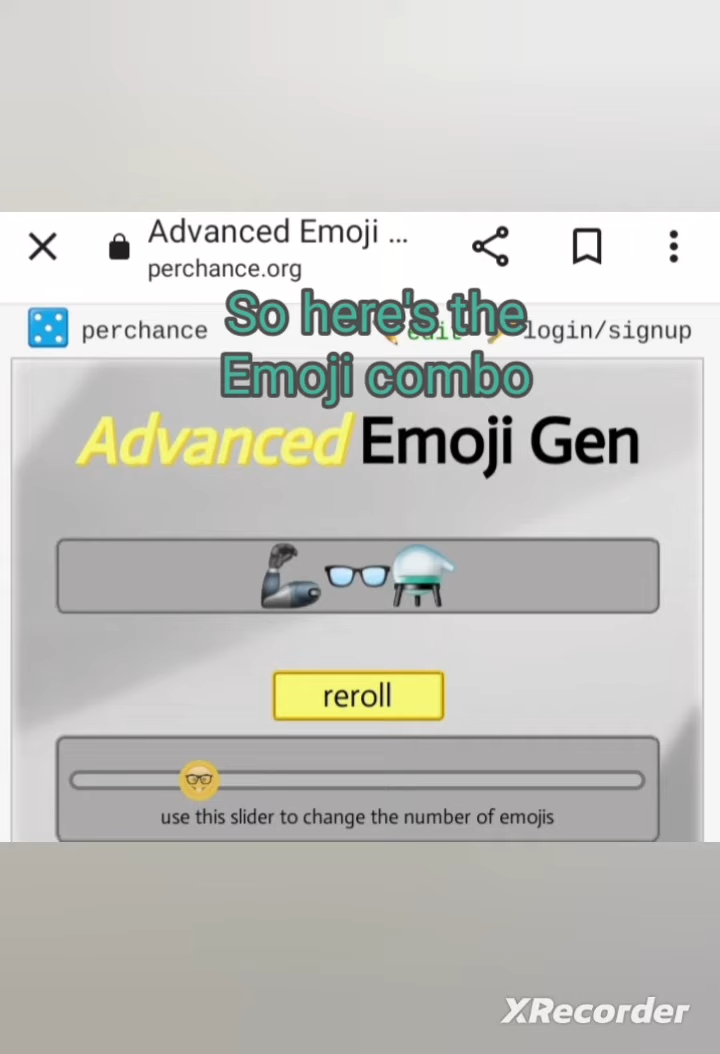 Advanced Emoji ...
perchance.org
So here's the
perchance
edit
login/signup
Emoji combo
Advanced Emoji Gen
reroll
use this slider to change the number of emojis
XRecorder